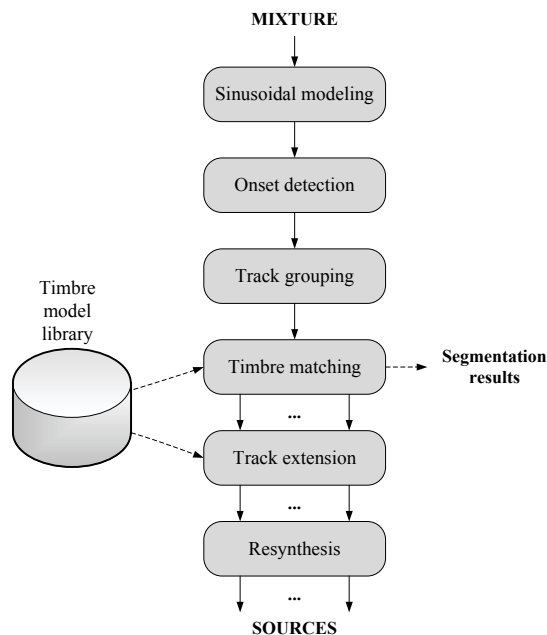 MIXTURE
Sinusoidal modeling
Onset detection
Track grouping
Timbre
model
library
Timbre matching
Segmentation
results
...
Track extension
...
Resynthesis
...
SOURCES